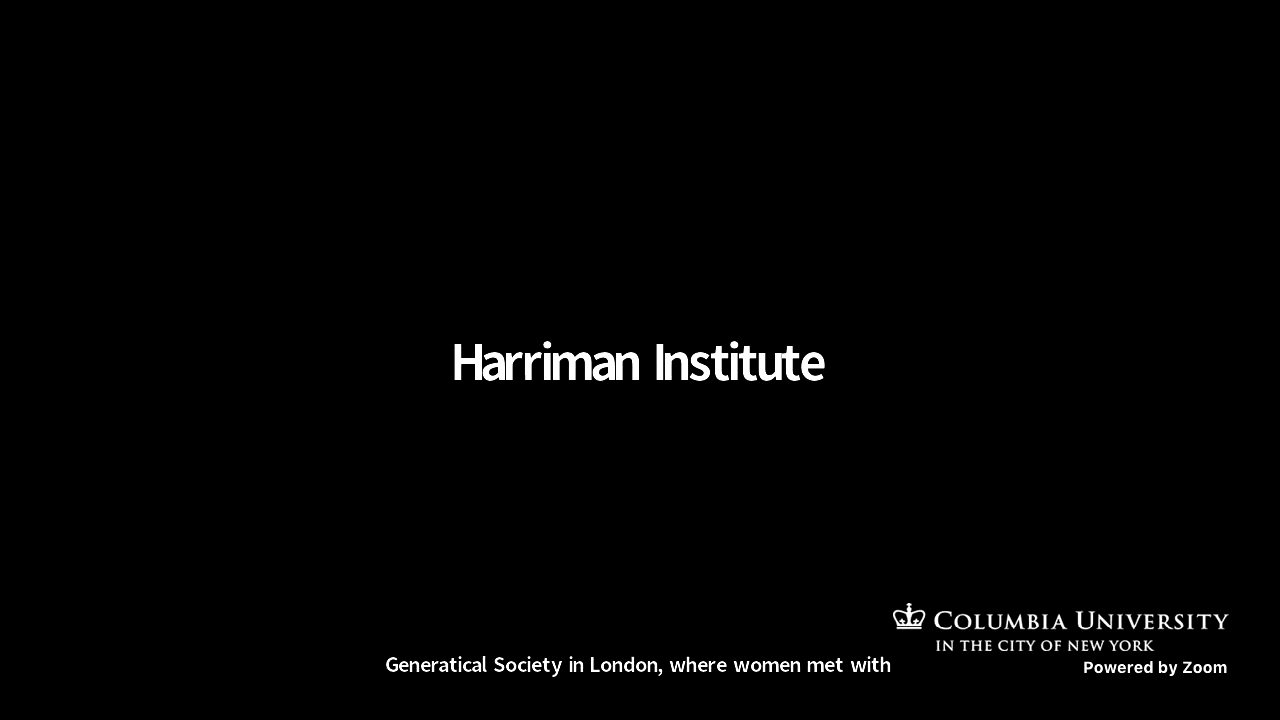 Harriman Institute
COLUMBIA UNIVERSITY
IN THE CITY OF NEW YORK
Generatical Society in London, where women met with
Powered by Zoom